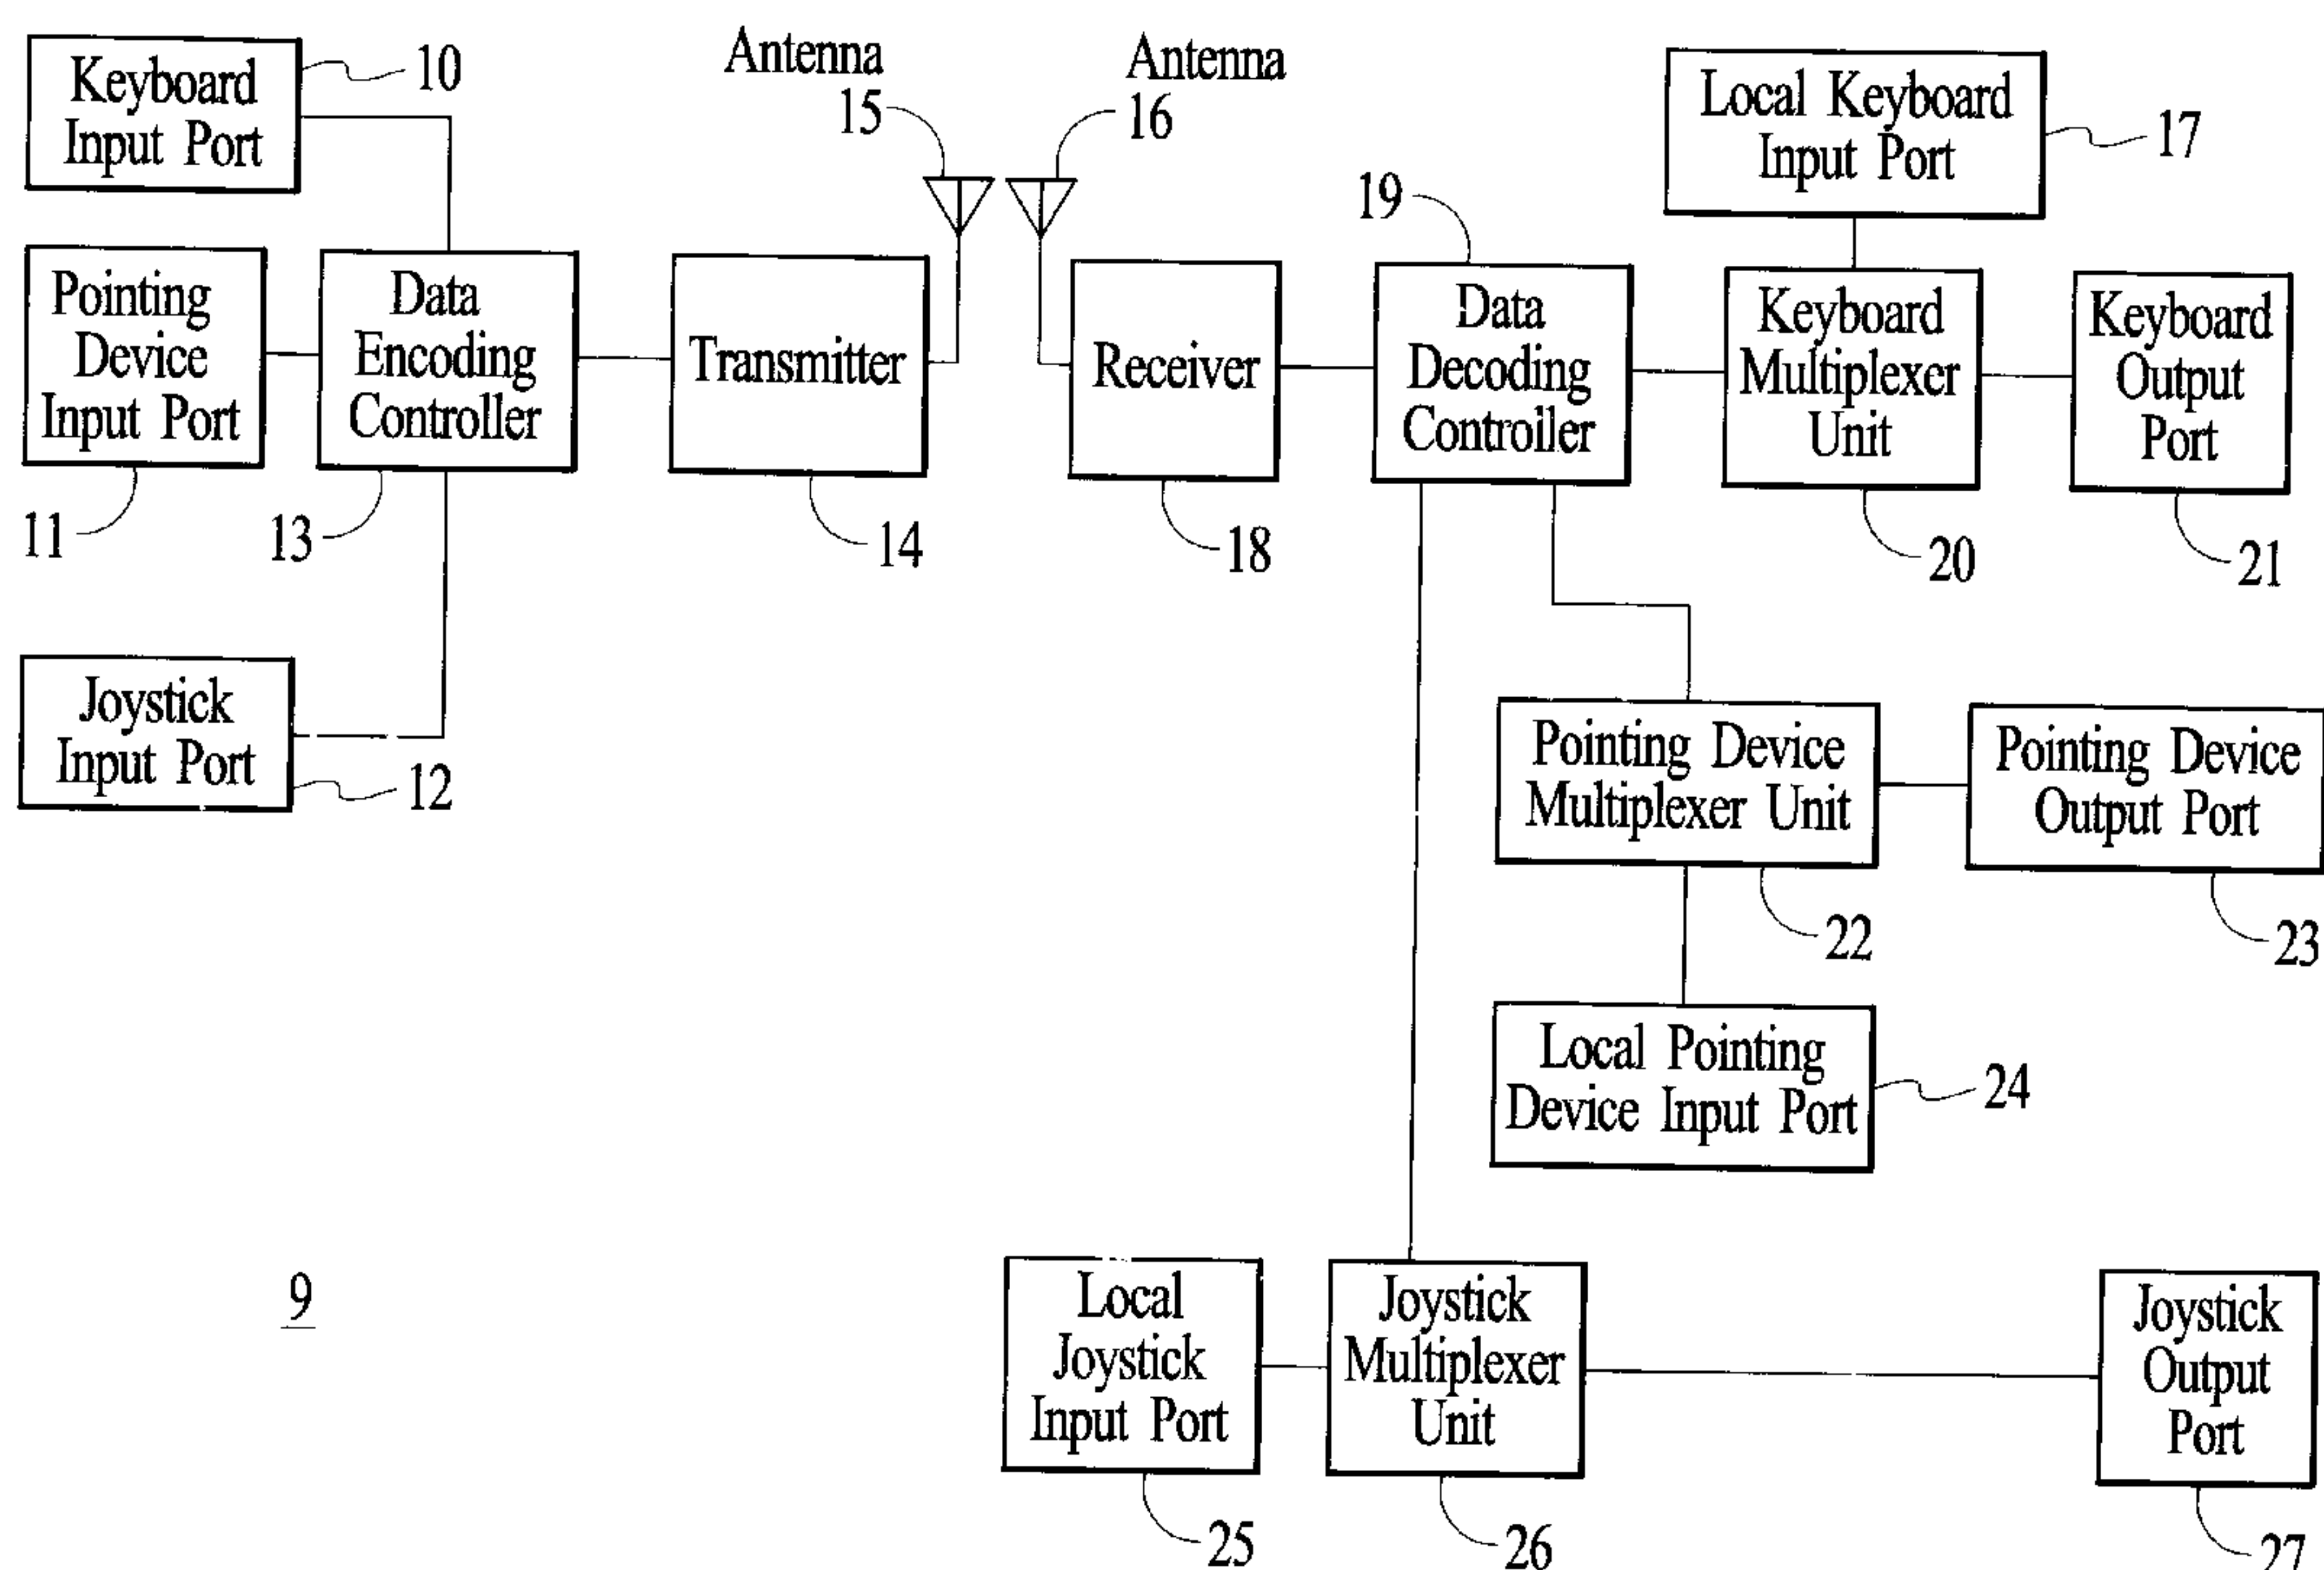 Keyboard
Input Port
10
Antenna
15
Antenna
16
Local Keyboard
Input Port
17
Pointing
Device
Input Port
11
Data
Encoding
Controller
13
Transmitter
14
Receiver
18
19
Data
Decoding
Controller
Keyboard
Multiplexer
Unit
20
Keyboard
Output
Port
21
Joystick
Input Port
12
Pointing Device
Multiplexer Unit
22
Pointing Device
Output Port
23
Local Pointing
Device Input Port
24
9
Local
Joystick
Input Port
25
Joystick
Multiplexer
Unit
26
Joystick
Output
Port
27